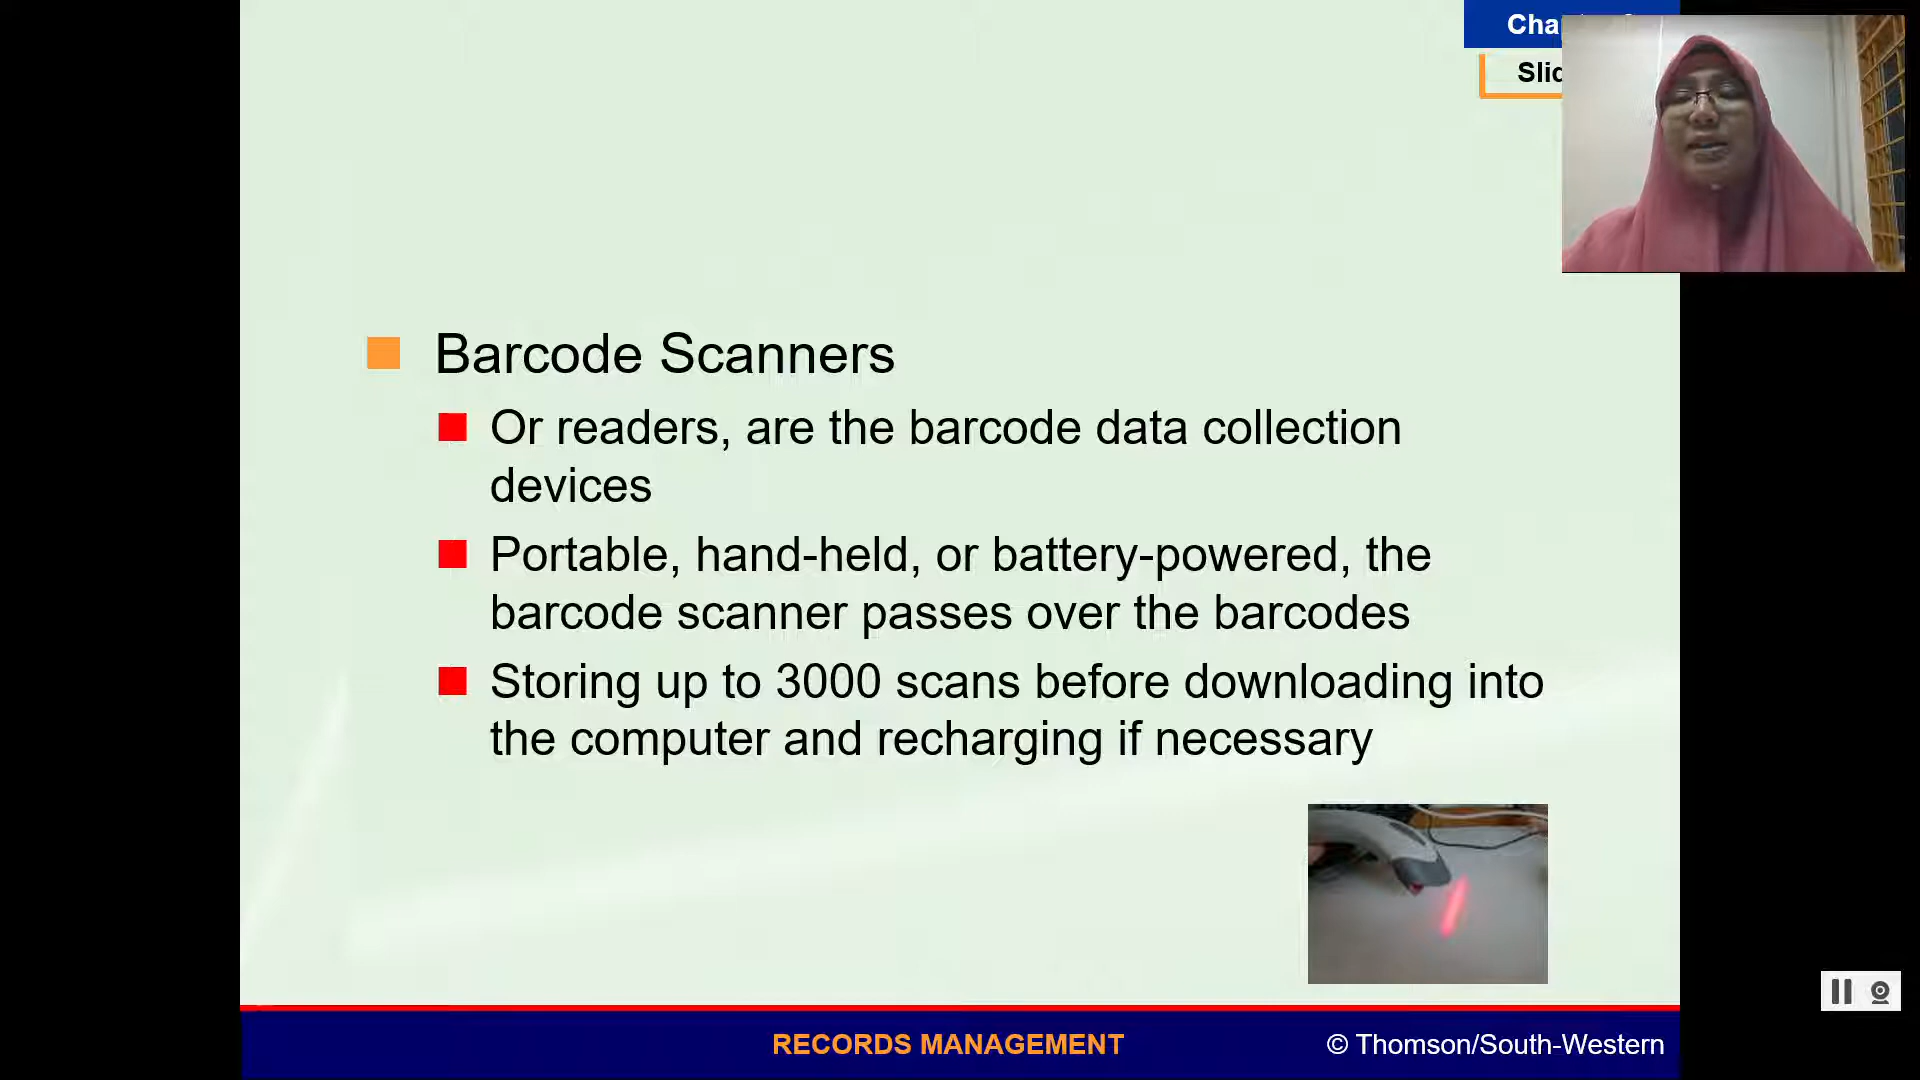 Barcode Scanners
Or readers, are the barcode data collection
devices
Portable, hand-held, or battery-powered, the
barcode scanner passes over the barcodes
Storing up to 3000 scans before downloading into
the computer and recharging if necessary
RECORDS MANAGEMENT
© Thomson/South-Western